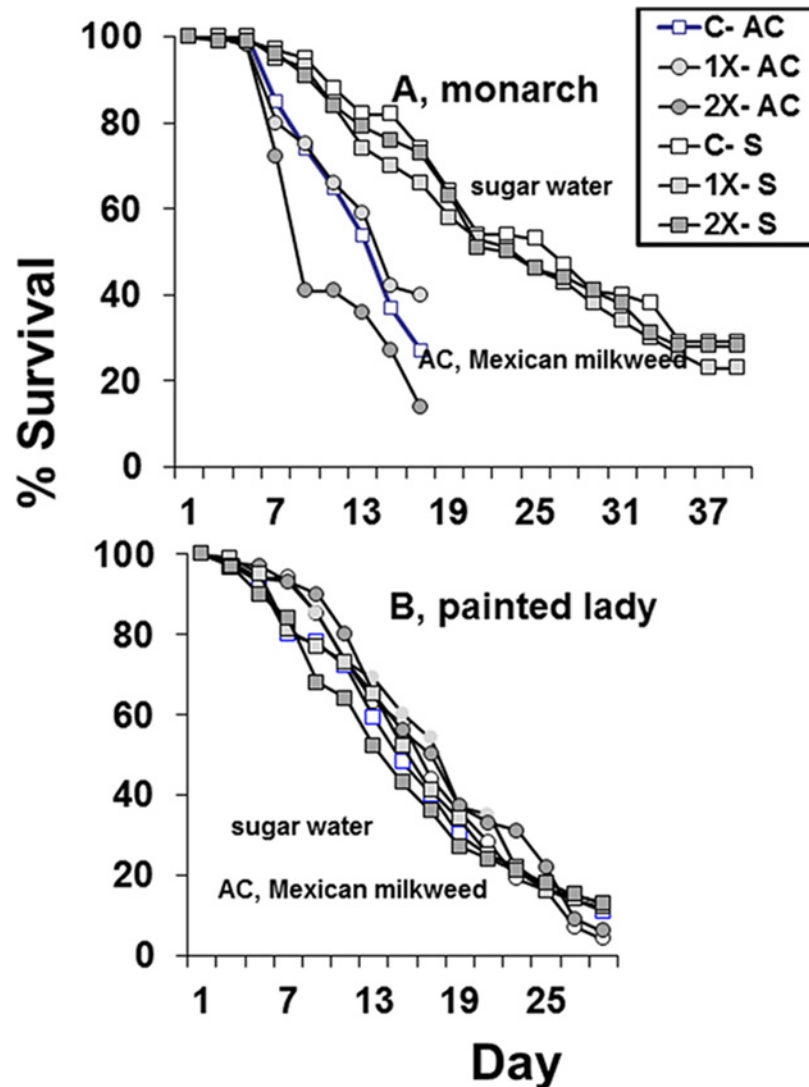 C- AC
1X- AC
2X- AC
C- S
1X- S
2X- S
100
80
60
40
20
0
A, monarch
sugar water
AC, Mexican milkweed
1 7 13 19 25 31 37
% Survival
100
80
60
40
20
0
B, painted lady
sugar water
AC, Mexican milkweed
1 7 13 19 25
Day